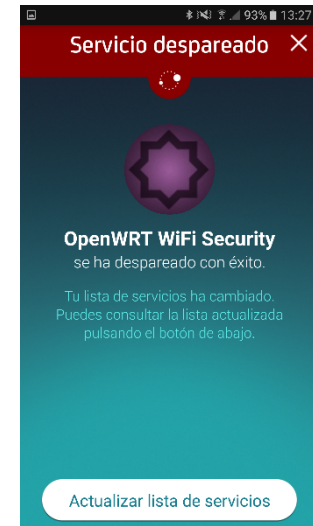 93% 13:27
Servicio despareado
OpenWRT WiFi Security
se ha despareado con éxito.
Tu lista de servicios ha cambiado.
Puedes consultar la lista actualizada
pulsando el botón de abajo.
Actualizar lista de servicios